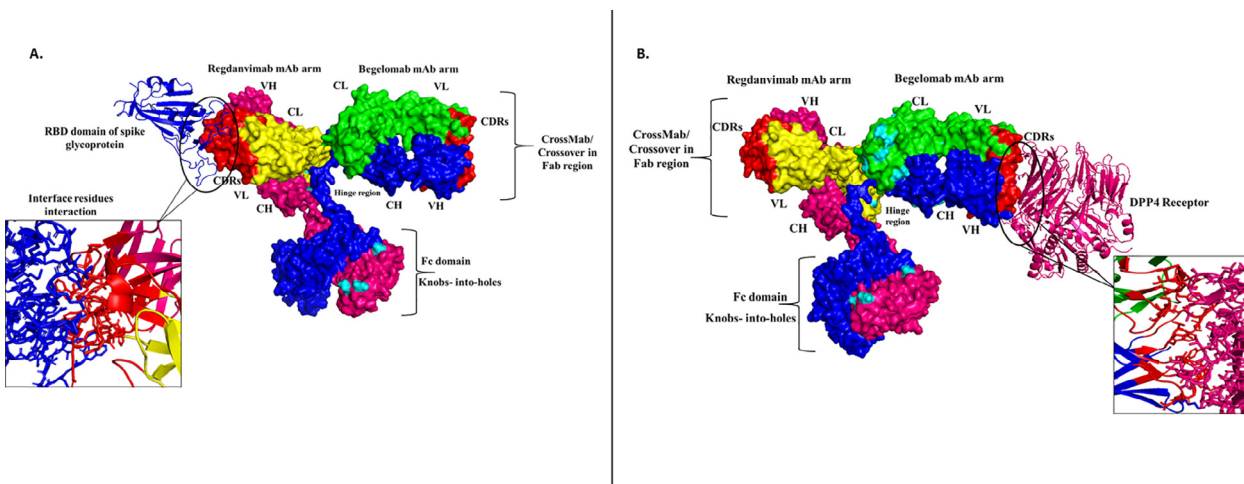 A.
Regdanvimab mAb arm
Begelomab mAb arm
VH
CL
CL
VL
RBD domain of spike
glycoprotein
CDRs
CrossMab/
Crossover in
Fab region
CDRs
VL
Hinge region
CH
CH
VH
Interface residues
interaction
Fc domain
Knobs- into-holes
B.
Regdanvimab mAb arm
Begelomab mAb arm
VH
CL
VL
CDRs
CL
CDRs
CrossMab/
Crossover in
Fab region
VL
CH
Hinge
region
CH
VH
DPP4 Receptor
Fc domain
Knobs- into-holes